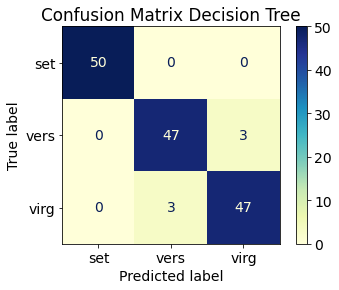 Confusion Matrix Decision Tree
set 50 0 0
vers 0 47 3
virg 0 3 47
set vers virg
Predicted label
True label
50
40
30
20
10
0